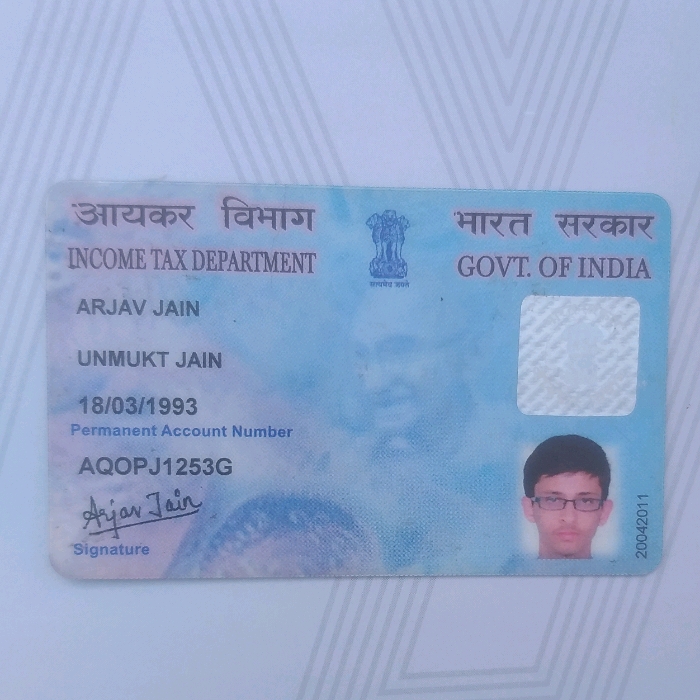 आयकर विभाग
INCOME TAX DEPARTMENT
भारत सरकार
GOVT. OF INDIA
सत्यमेव जयते
ARJAV JAIN
UNMUKT JAIN
18/03/1993
Permanent Account Number
AQOPJ1253G
Arjav Jain
Signature
20042011